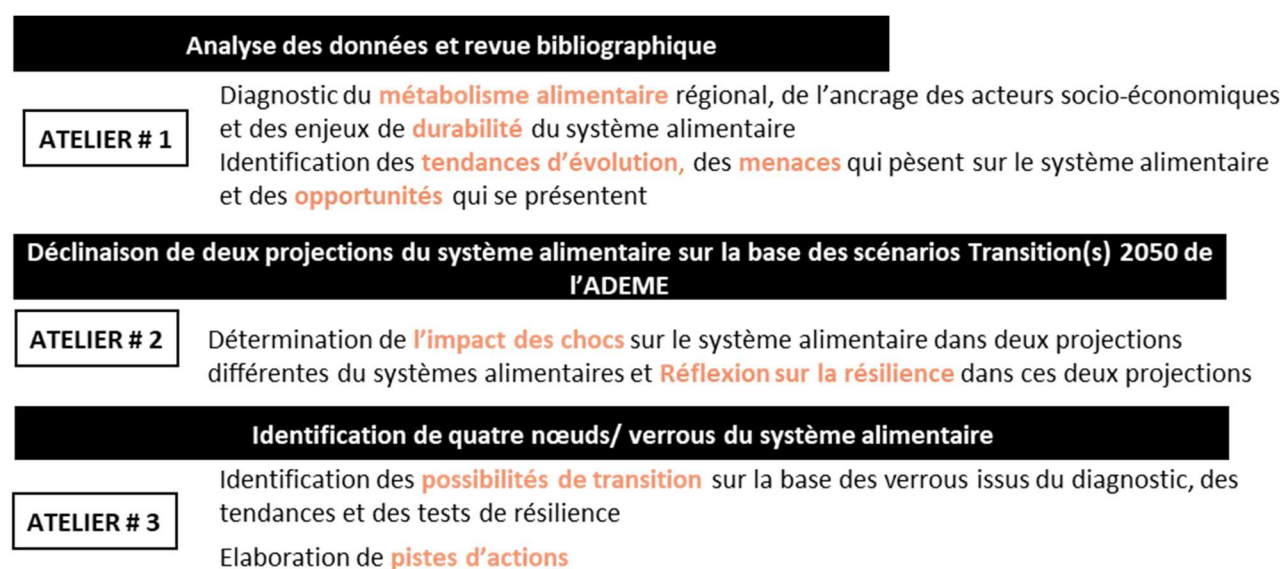 Analyse des données et revue bibliographique
ATELIER # 1
Diagnostic du métabolisme alimentaire régional, de l'ancrage des acteurs socio-économiques
et des enjeux de durabilité du système alimentaire
Identification des tendances d'évolution, des menaces qui pèsent sur le système alimentaire
et des opportunités qui se présentent
Déclinaison de deux projections du système alimentaire sur la base des scénarios Transition(s) 2050 de
l'ADEME
ATELIER # 2
Détermination de l'impact des chocs sur le système alimentaire dans deux projections
différentes du systèmes alimentaires et Réflexion sur la résilience dans ces deux projections
Identification de quatre nœuds/ verrous du système alimentaire
ATELIER # 3
Identification des possibilités de transition sur la base des verrous issus du diagnostic, des
tendances et des tests de résilience
Elaboration de pistes d'actions